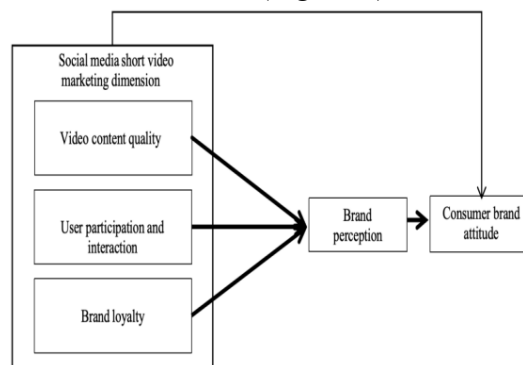 Social media short video
marketing dimension
Video content quality
User participation and
interaction
Brand loyalty
Brand
perception
Consumer brand
attitude